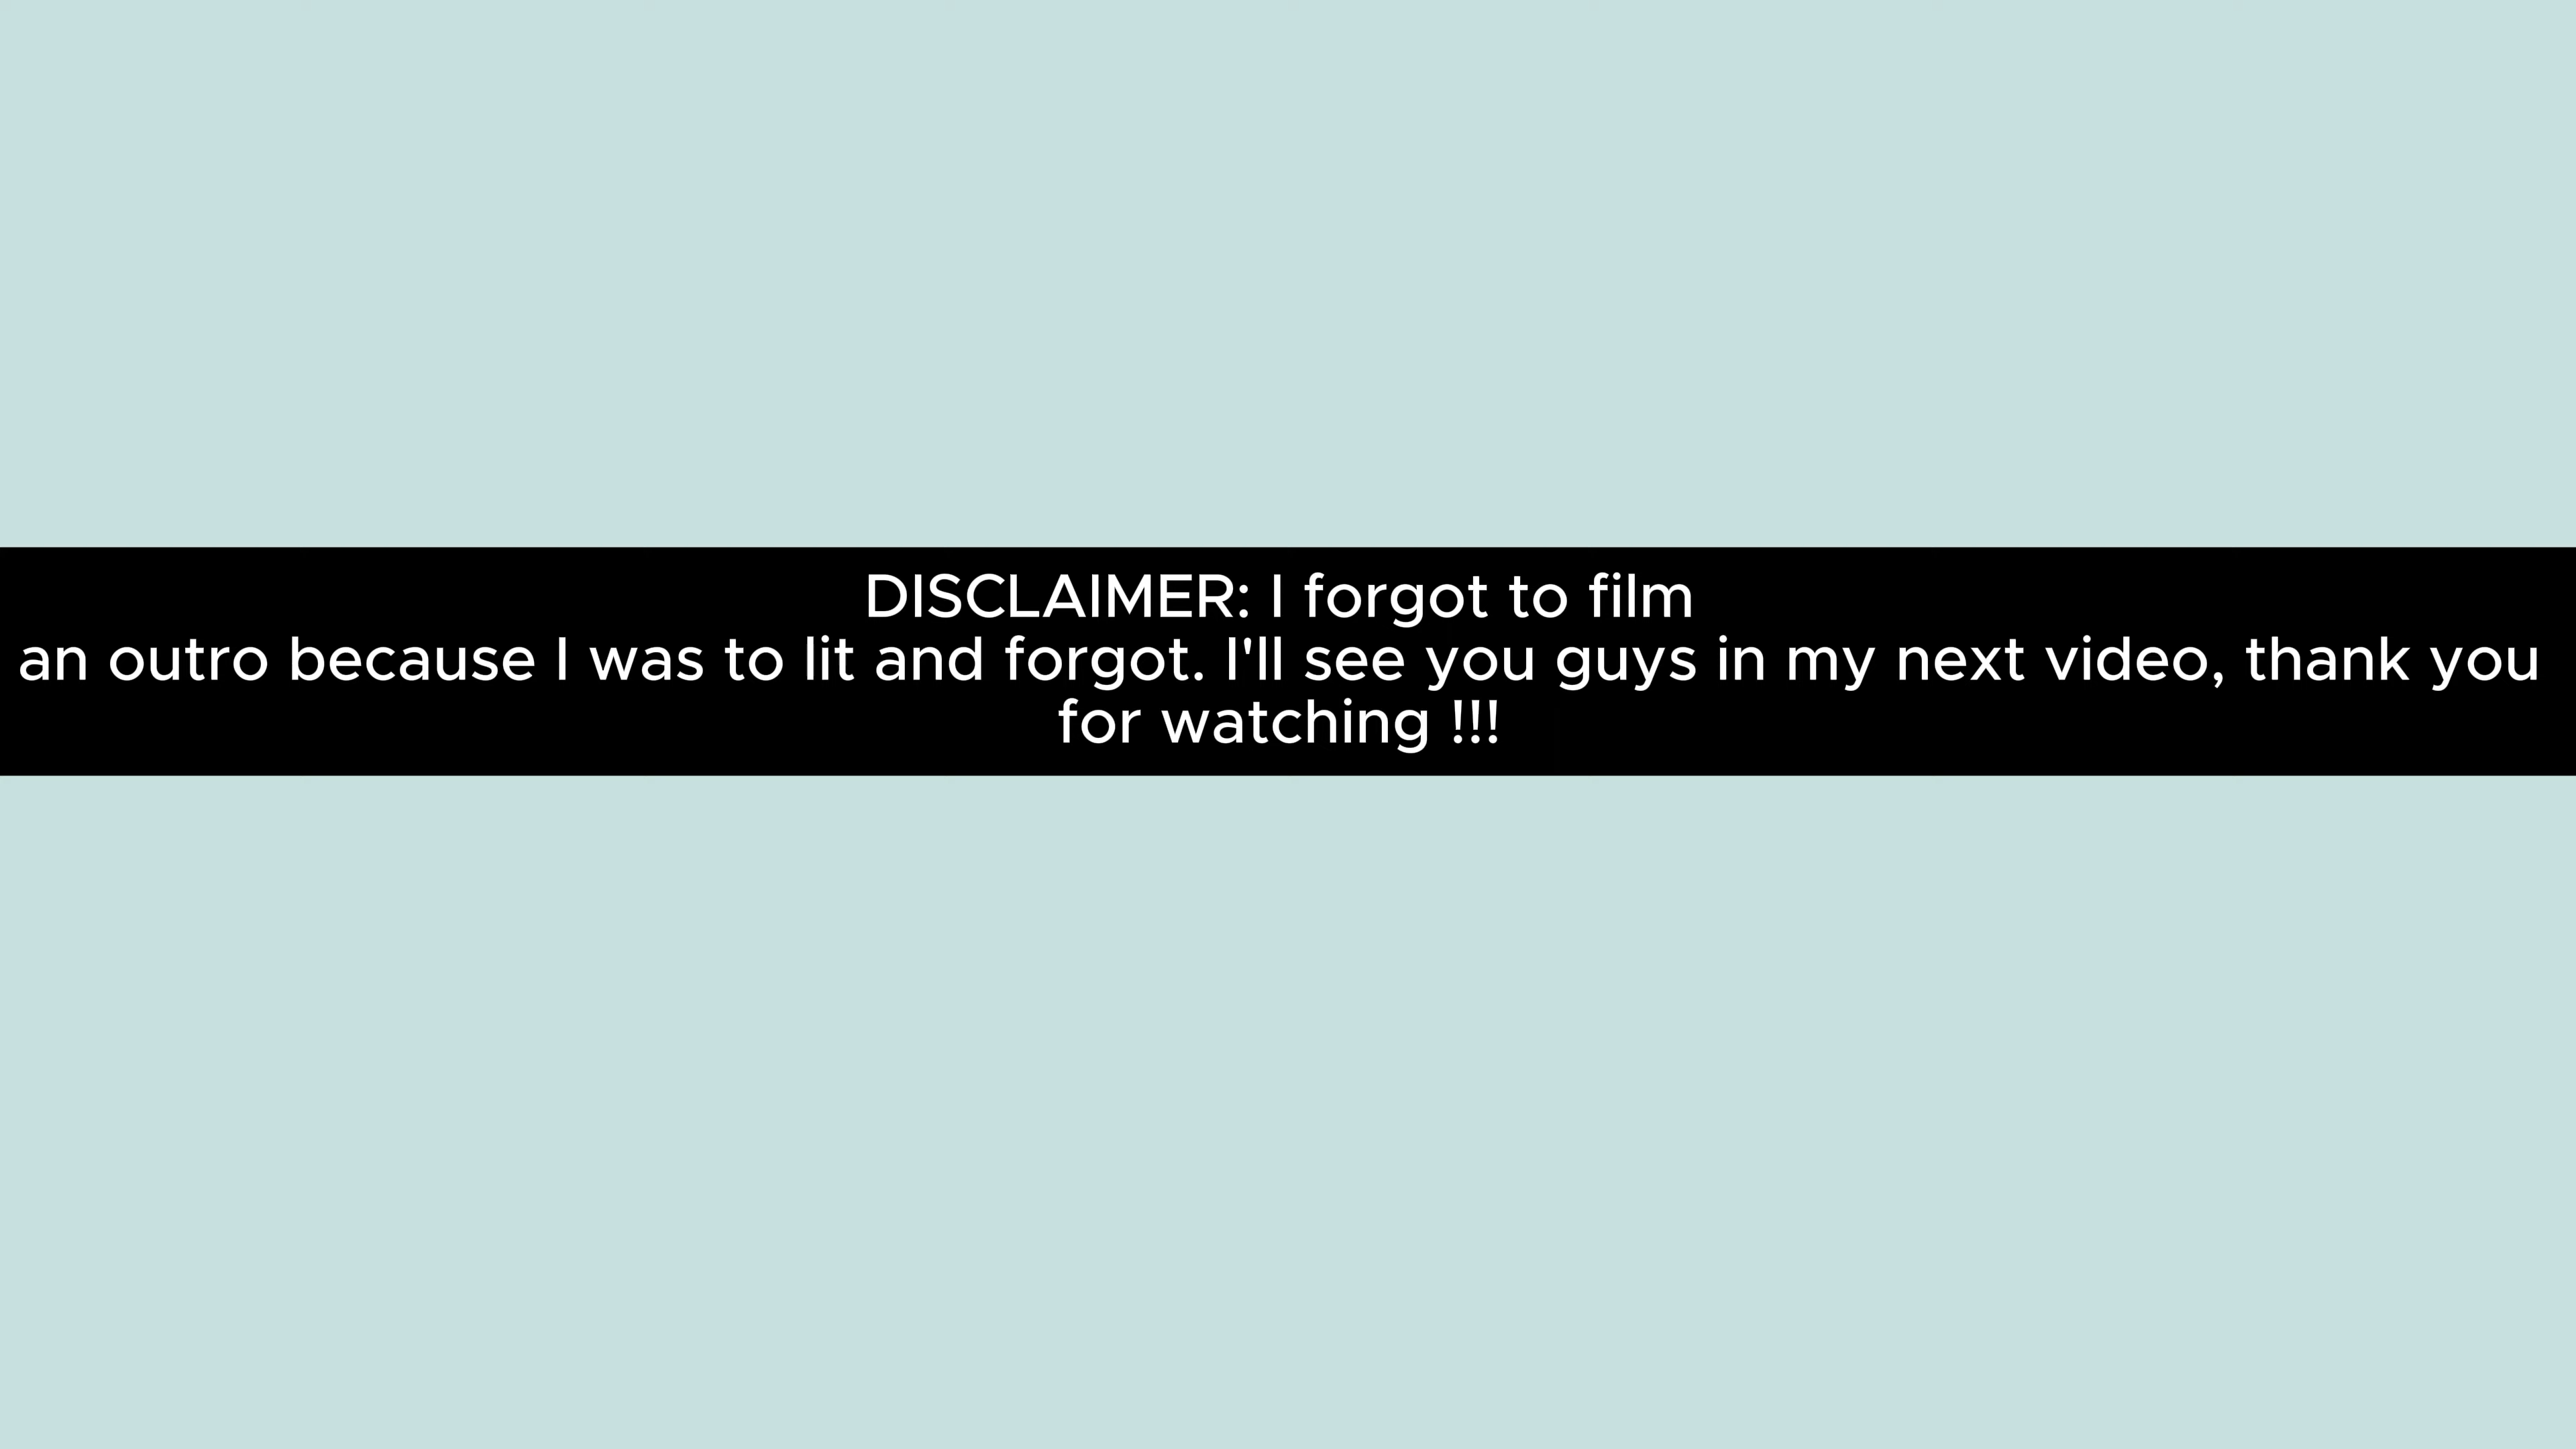 DISCLAIMER: I forgot to film
an outro because I was to lit and forgot. I'll see you guys in my next video, thank you
for watching !!!